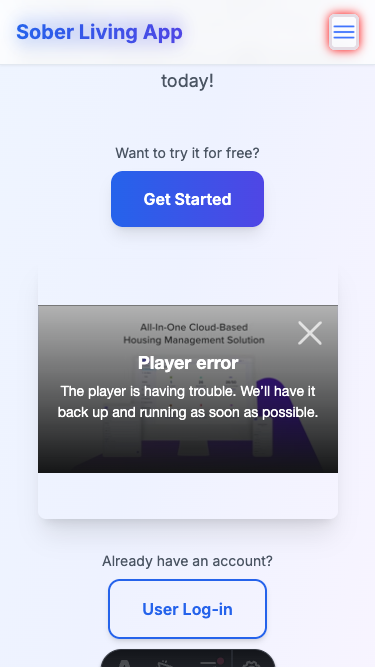 Sober Living App
today!
Want to try it for free?
Get Started
All-In-One Cloud-Based
Housing Management Solution
Player error
The player is having trouble. We'll have it
back up and running as soon as possible.
Already have an account?
User Log-in